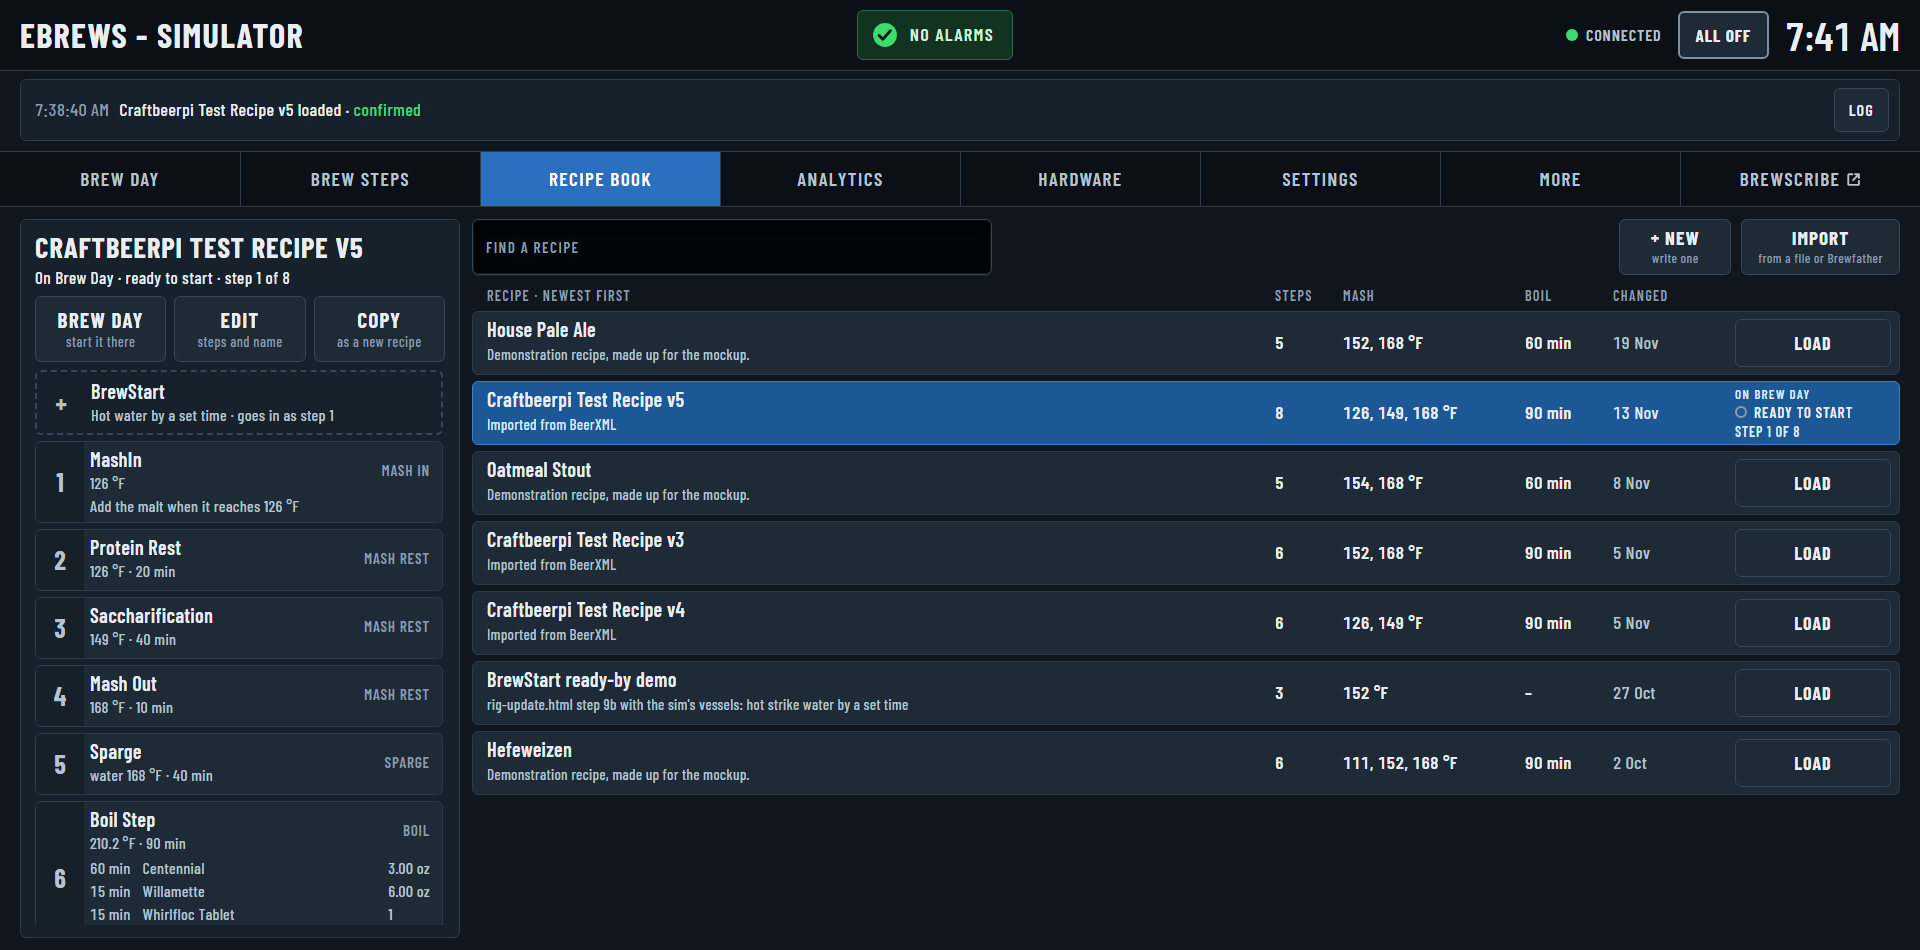 EBREWS - SIMULATOR
NO ALARMS
CONNECTED
ALL OFF
7:41 AM
7:38:40 AM Craftbeerpi Test Recipe v5 loaded · confirmed
LOG
BREW DAY
BREW STEPS
RECIPE BOOK
ANALYTICS
HARDWARE
SETTINGS
MORE
BREWSCRIBE
CRAFTBEERPI TEST RECIPE V5
On Brew Day · ready to start · step 1 of 8
BREW DAY
start it there
EDIT
steps and name
COPY
as a new recipe
+ BrewStart
Hot water by a set time · goes in as step 1
1 MashIn
126 °F
Add the malt when it reaches 126 °F
MASH IN
2 Protein Rest
126 °F · 20 min
MASH REST
3 Saccharification
149 °F · 40 min
MASH REST
4 Mash Out
168 °F · 10 min
MASH REST
5 Sparge
water 168 °F · 40 min
SPARGE
6 Boil Step
210.2 °F · 90 min
BOIL
60 min Centennial 3.00 oz
15 min Willamette 6.00 oz
15 min Whirlfloc Tablet 1
FIND A RECIPE
+ NEW
write one
IMPORT
from a file or Brewfather
RECIPE · NEWEST FIRST STEPS MASH BOIL CHANGED
House Pale Ale
Demonstration recipe, made up for the mockup.
5 152, 168 °F 60 min 19 Nov LOAD
Craftbeerpi Test Recipe v5
Imported from BeerXML
8 126, 149, 168 °F 90 min 13 Nov
ON BREW DAY
READY TO START
STEP 1 OF 8
Oatmeal Stout
Demonstration recipe, made up for the mockup.
5 154, 168 °F 60 min 8 Nov LOAD
Craftbeerpi Test Recipe v3
Imported from BeerXML
6 152, 168 °F 90 min 5 Nov LOAD
Craftbeerpi Test Recipe v4
Imported from BeerXML
6 126, 149 °F 90 min 5 Nov LOAD
BrewStart ready-by demo
rig-update.html step 9b with the sim's vessels: hot strike water by a set time
3 152 °F – 27 Oct LOAD
Hefeweizen
Demonstration recipe, made up for the mockup.
6 111, 152, 168 °F 90 min 2 Oct LOAD